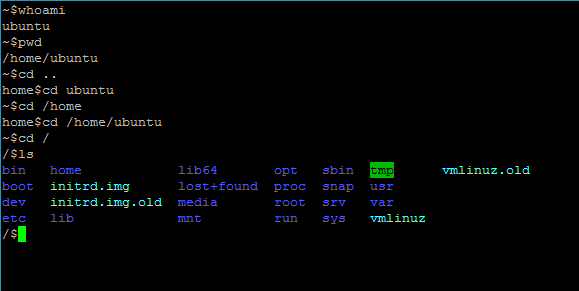 ~$whoami
ubuntu
~$pwd
/home/ubuntu
~$cd ..
home$cd ubuntu
~$cd /home
home$cd /home/ubuntu
~$cd /
/$ls
bin   home            lib64       opt   sbin  tmp      vmlinuz.old
boot  initrd.img      lost+found  proc  snap  usr
dev   initrd.img.old  media       root  srv   var
etc   lib             mnt         run   sys   vmlinuz
/$